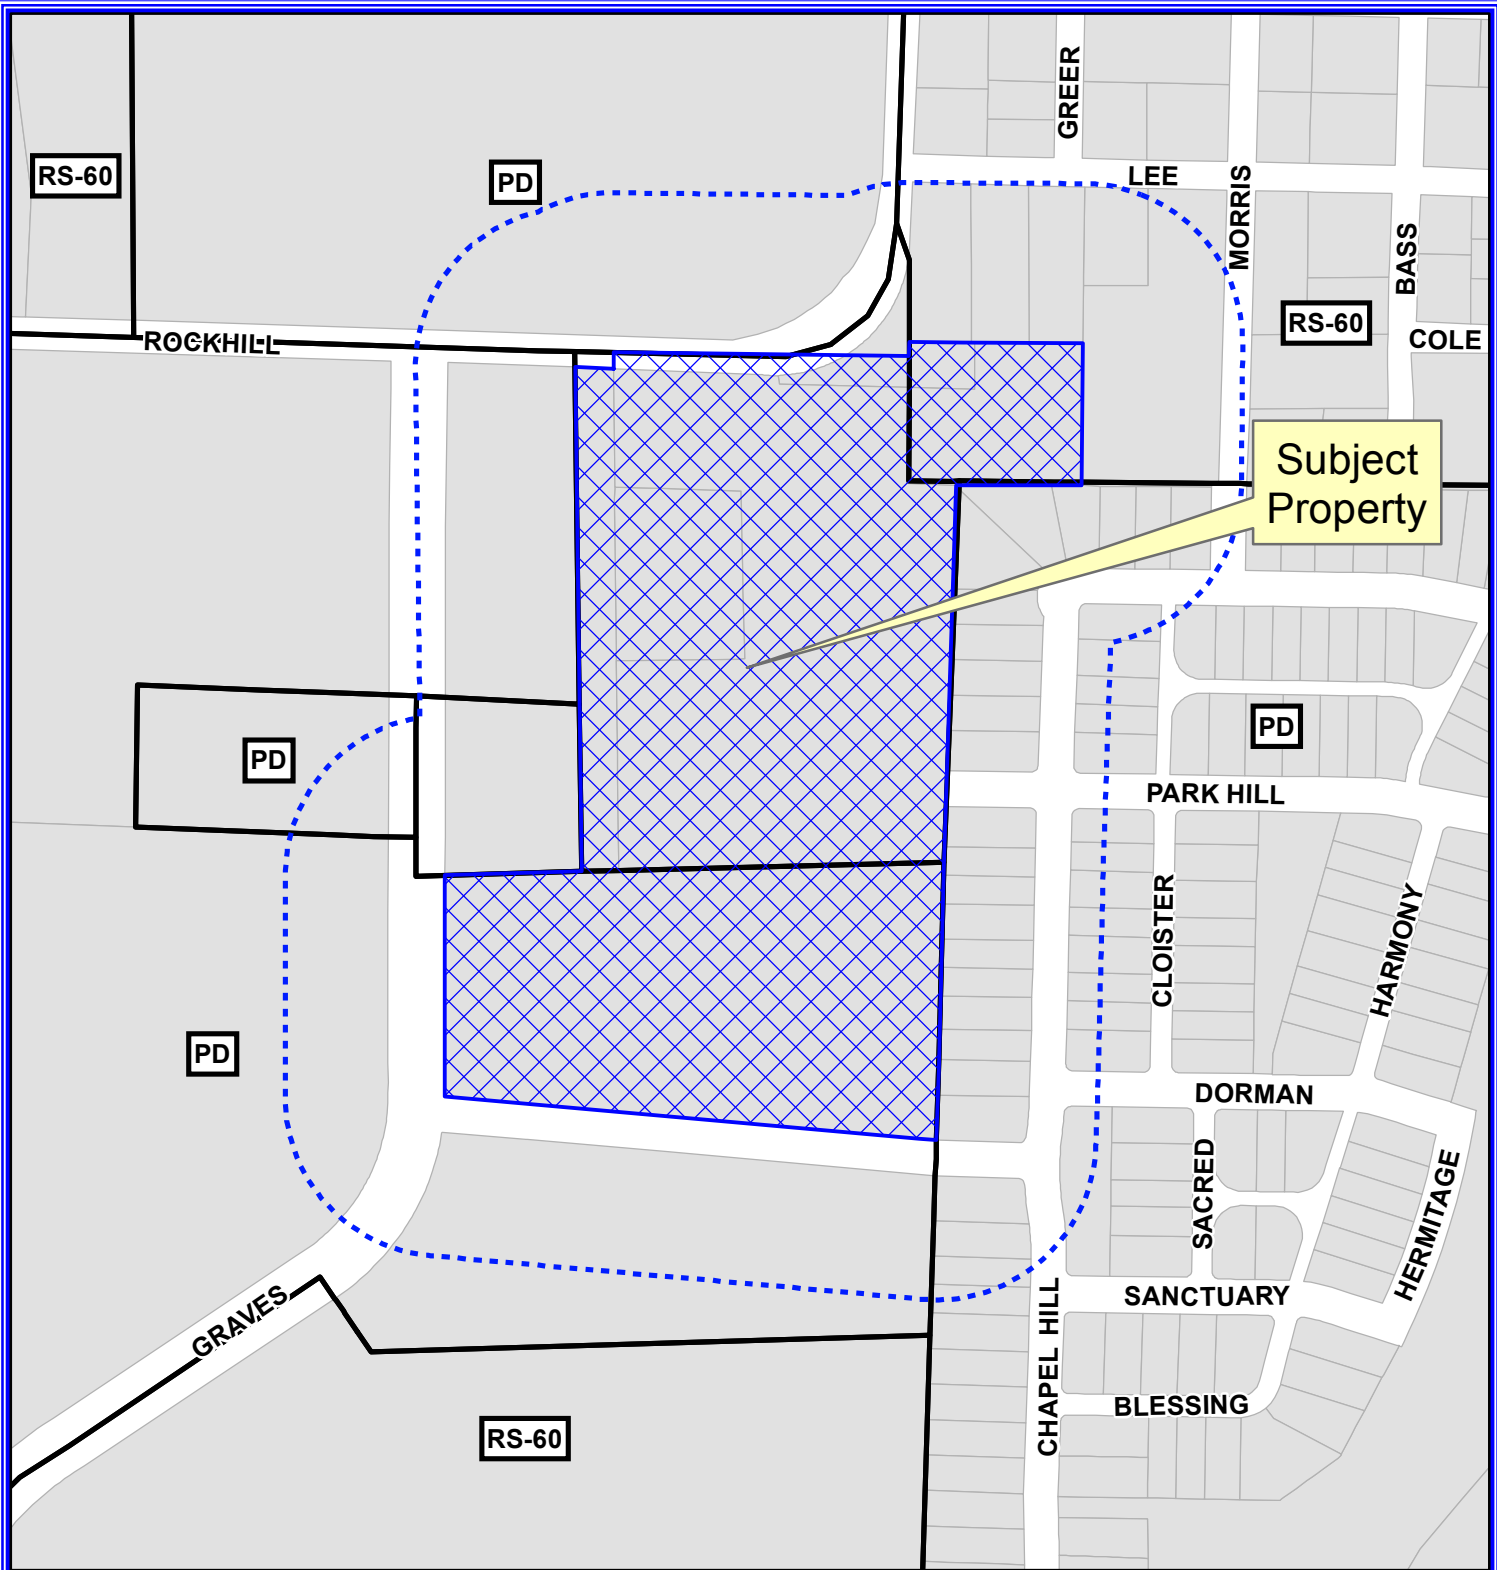 GREER
RS-60
PD
LEE
MORRIS
BASS
RS-60
ROCKHILL
COLE
Subject
Property
PD
PD
PARK HILL
CLOISTER
HARMONY
PD
DORMAN
SACRED
HERMITAGE
SANCTUARY
GRAVES
CHAPEL HILL
BLESSING
RS-60